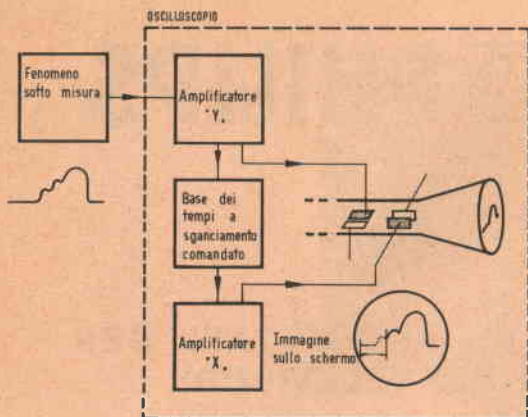 OSCILLOSCOPIO
Fenomeno
sotto misura
Amplificatore
"Y„
Base dei
tempi a
sganciamento
comandato
Amplificatore
"X„
Immagine
sullo schermo